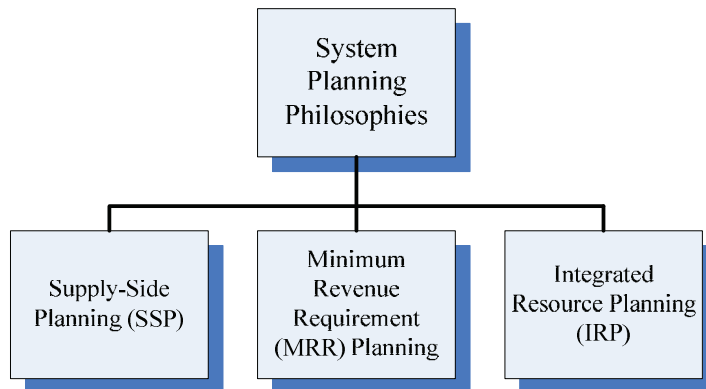 System
Planning
Philosophies
Supply-Side
Planning (SSP)
Minimum
Revenue
Requirement
(MRR) Planning
Integrated
Resource Planning
(IRP)